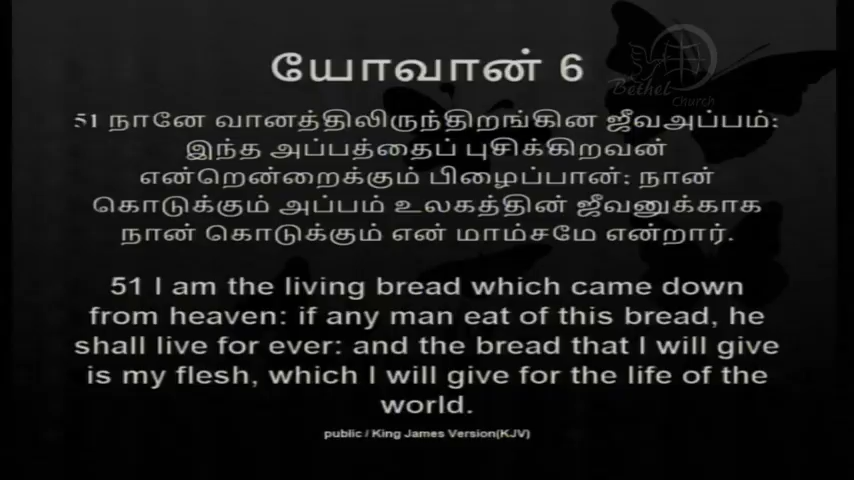 யோவான் 6
Bethel
Church
51 நானே வானத்திலிருந்திறங்கின ஜீவஅப்பம்;
இந்த அப்பத்தைப் புசிக்கிறவன்
என்றென்றைக்கும் பிழைப்பான்; நான்
கொடுக்கும் அப்பம் உலகத்தின் ஜீவனுக்காக
நான் கொடுக்கும் என் மாம்சமே என்றார்.
51 I am the living bread which came down
from heaven: if any man eat of this bread, he
shall live for ever: and the bread that I will give
is my flesh, which I will give for the life of the
world.
public / King James Version(KJV)